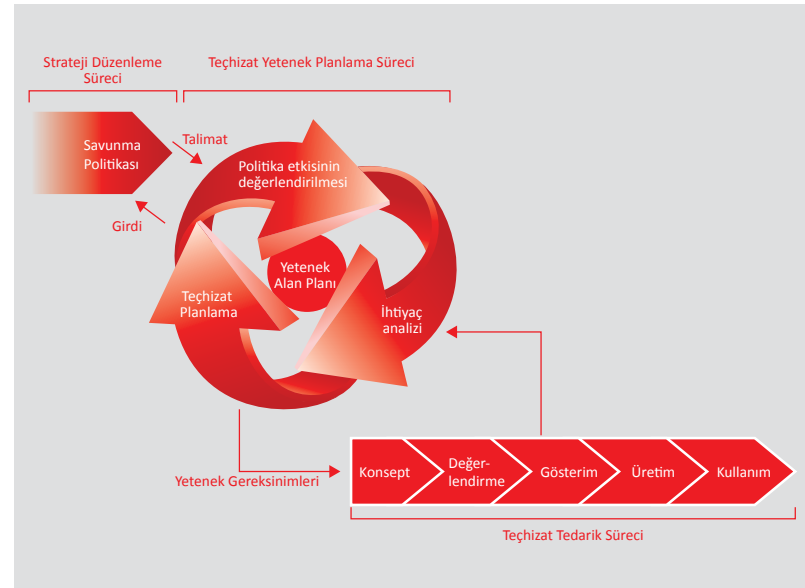 Strateji Düzenleme
Süreci
Teçhizat Yetenek Planlama Süreci
Savunma
Politikası
Talimat
Girdi
Politika etkisinin
değerlendirilmesi
Yetenek
Alan Planı
Teçhizat
Planlama
İhtiyaç
analizi
Yetenek Gereksinimleri
Konsept
Değer-
lendirme
Gösterim
Üretim
Kullanım
Teçhizat Tedarik Süreci